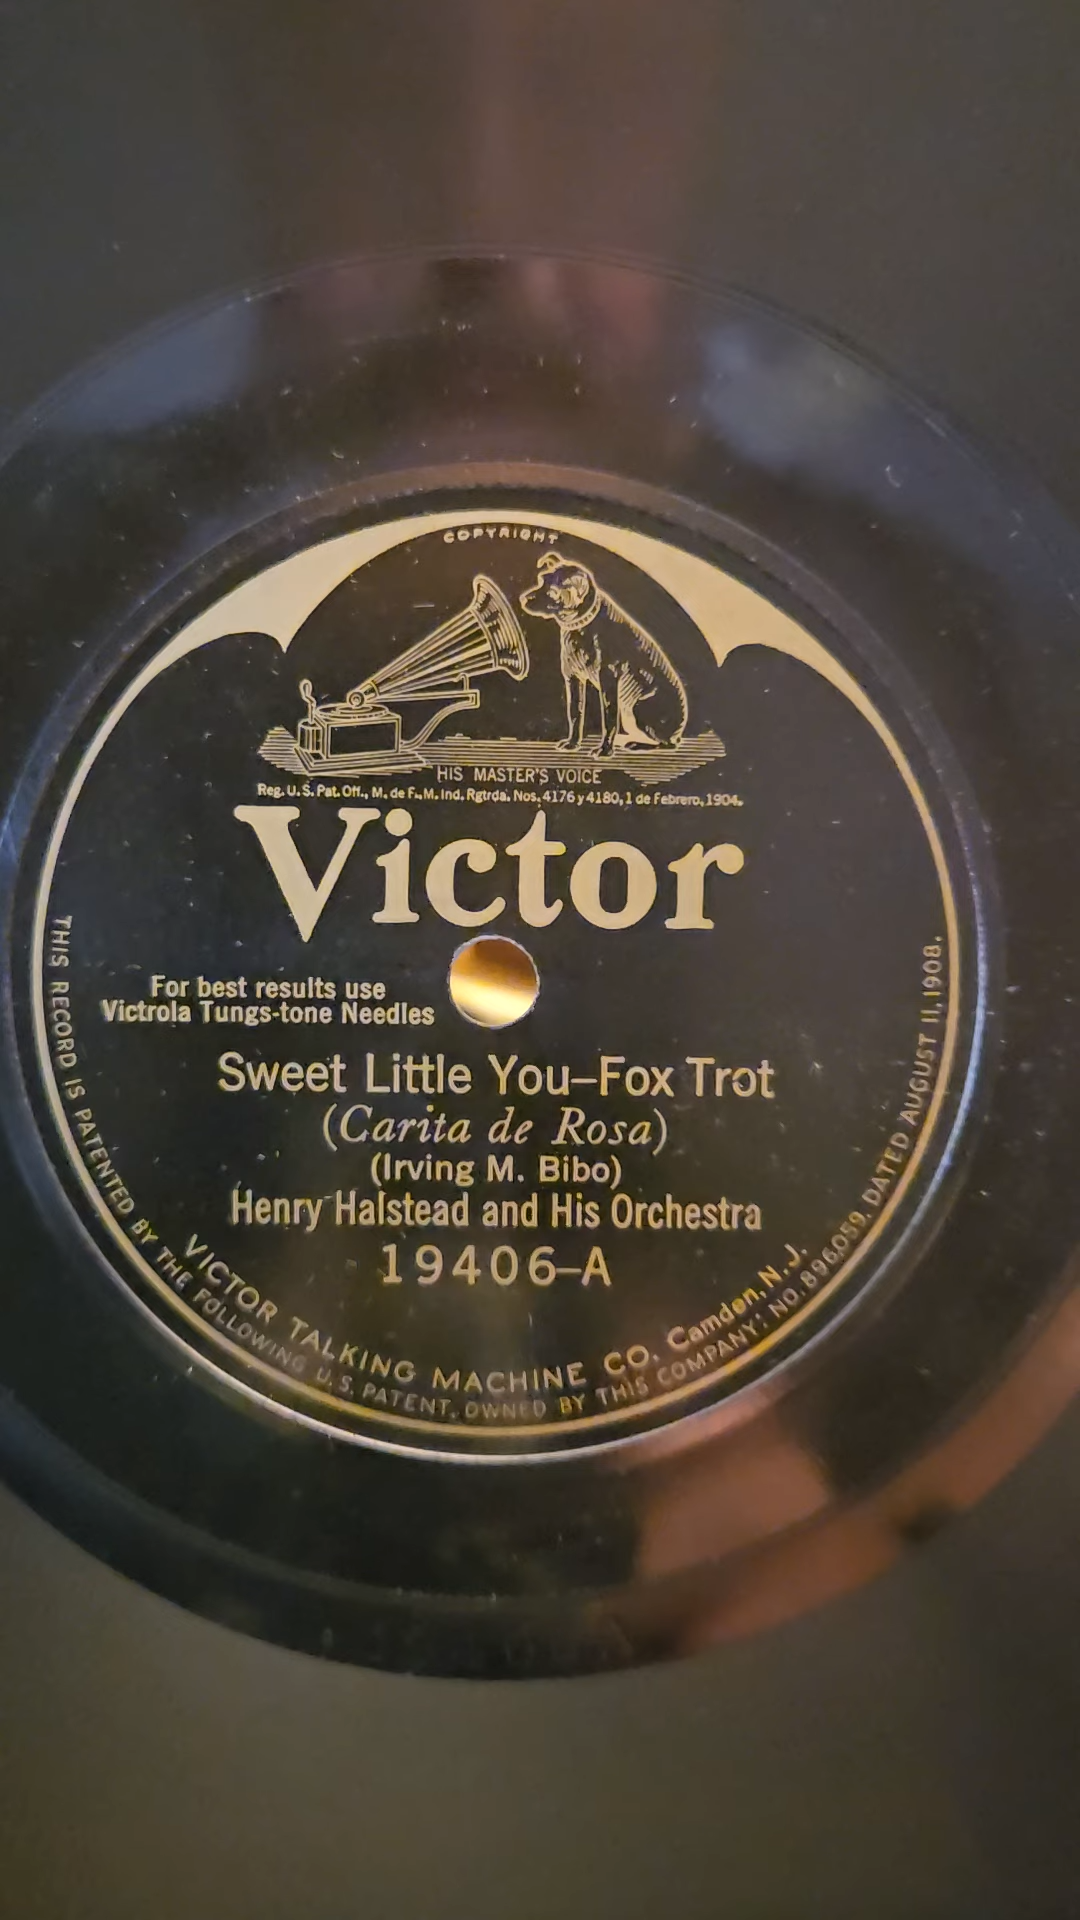 COPYRIGHT
HIS MASTER'S VOICE
Reg. U.S. Pat. Off., M. de F., M. Ind. Rgtrda. Nos. 4176 y 4180, 1 de Febrero, 1904.
Victor
For best results use
Victrola Tungs-tone Needles
Sweet Little You–Fox Trot
(Carita de Rosa)
(Irving M. Bibo)
Henry Halstead and His Orchestra
19406–A
VICTOR TALKING MACHINE CO. Camden, N. J.
THIS RECORD IS PATENTED BY THE FOLLOWING U.S. PATENT, OWNED BY THIS COMPANY: NO. 896,059. DATED AUGUST 11, 1908.